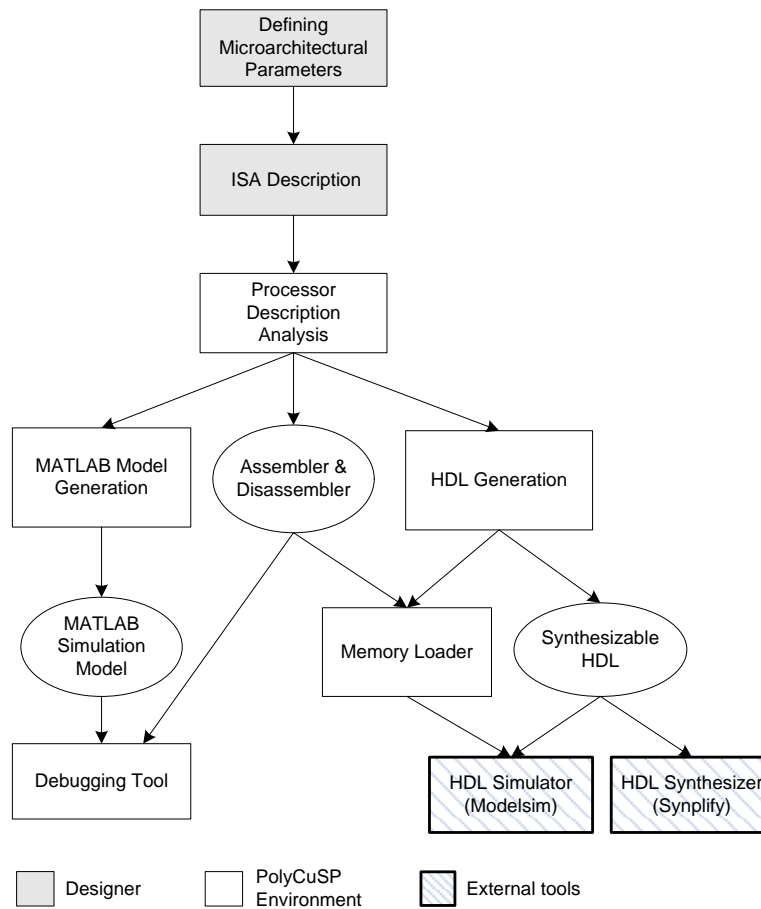 Defining
Microarchitectural
Parameters
ISA Description
Processor
Description
Analysis
MATLAB Model
Generation
Assembler &
Disassembler
HDL Generation
MATLAB
Simulation
Model
Memory Loader
Synthesizable
HDL
Debugging Tool
HDL Simulator
(Modelsim)
HDL Synthesizer
(Synplify)
Designer
PolyCuSP
Environment
External tools